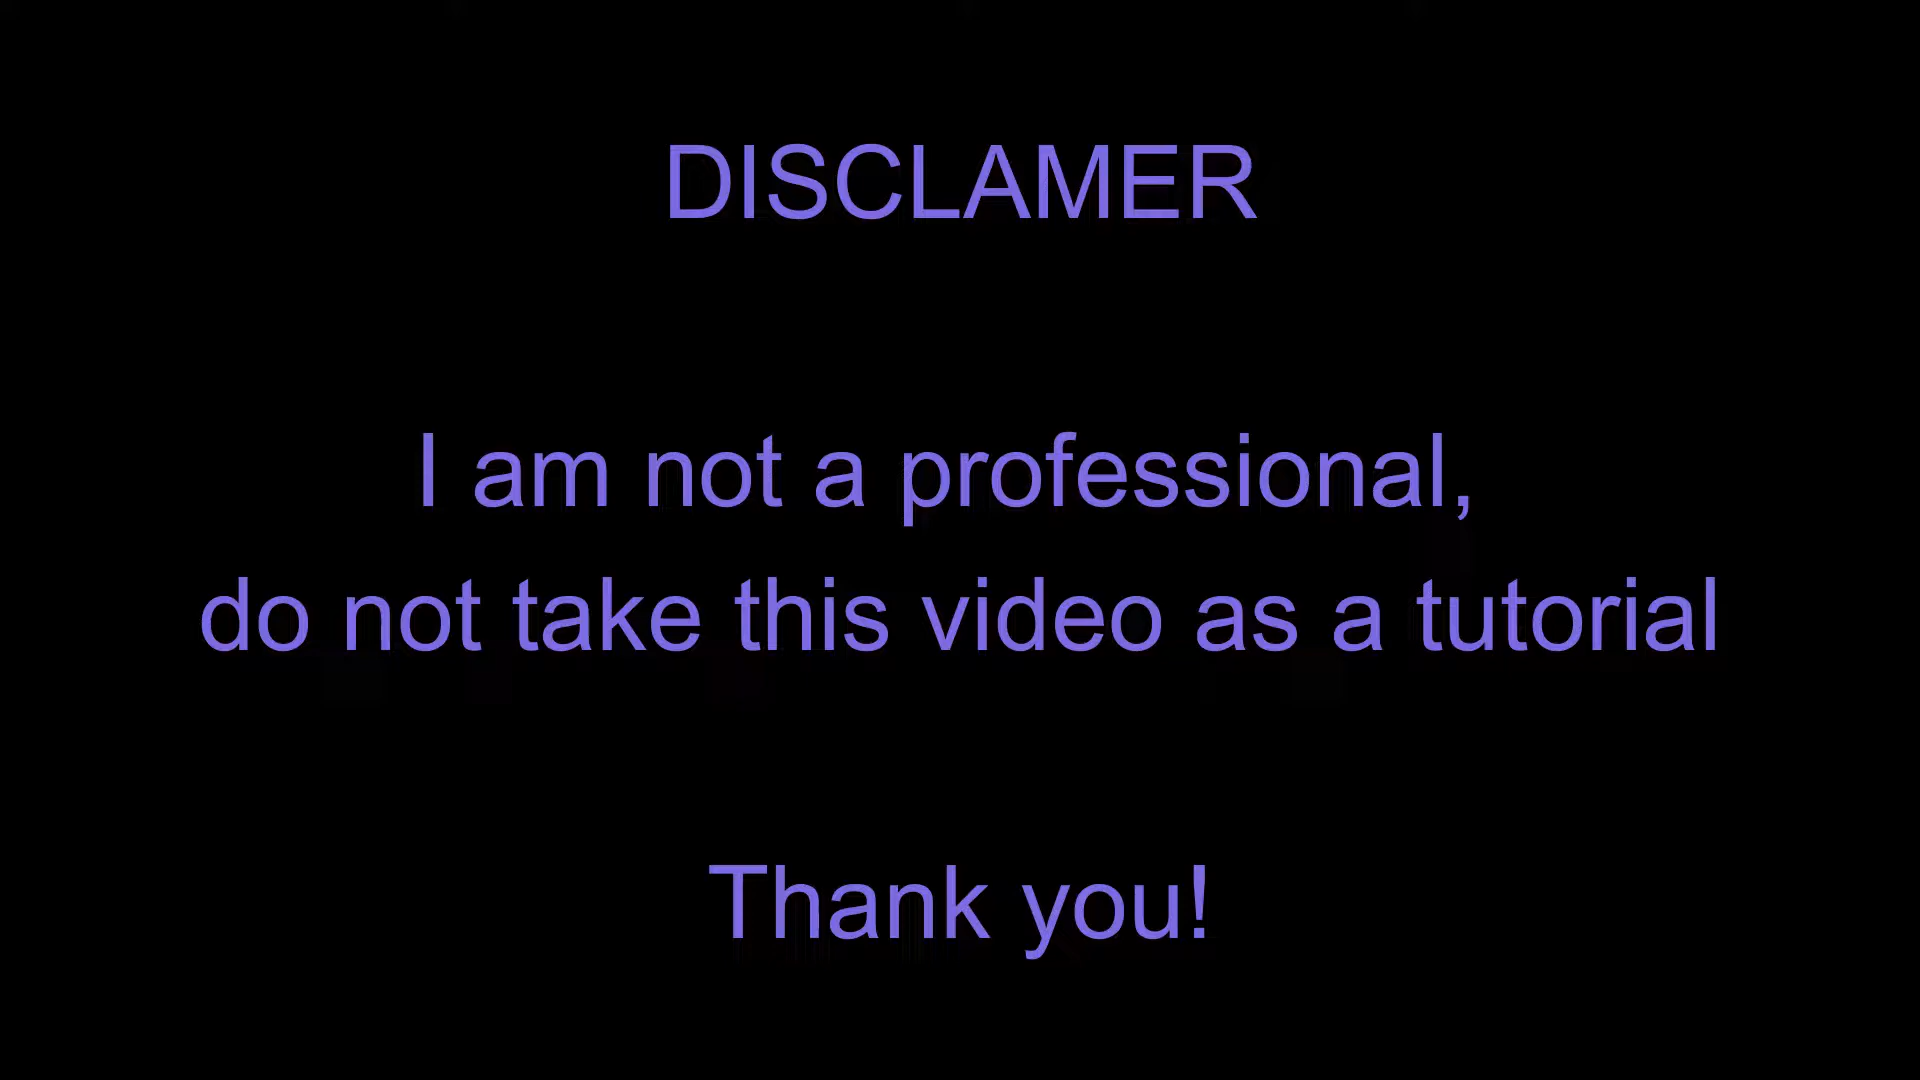 DISCLAMER
I am not a professional,
do not take this video as a tutorial
Thank you!